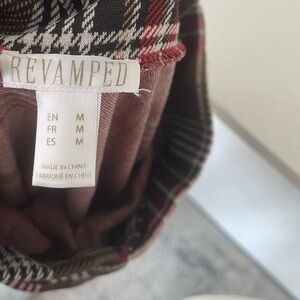 REVAMPED
EN M
FR M
ES M
MADE IN CHINA
FABRIQUÉ EN CHINE